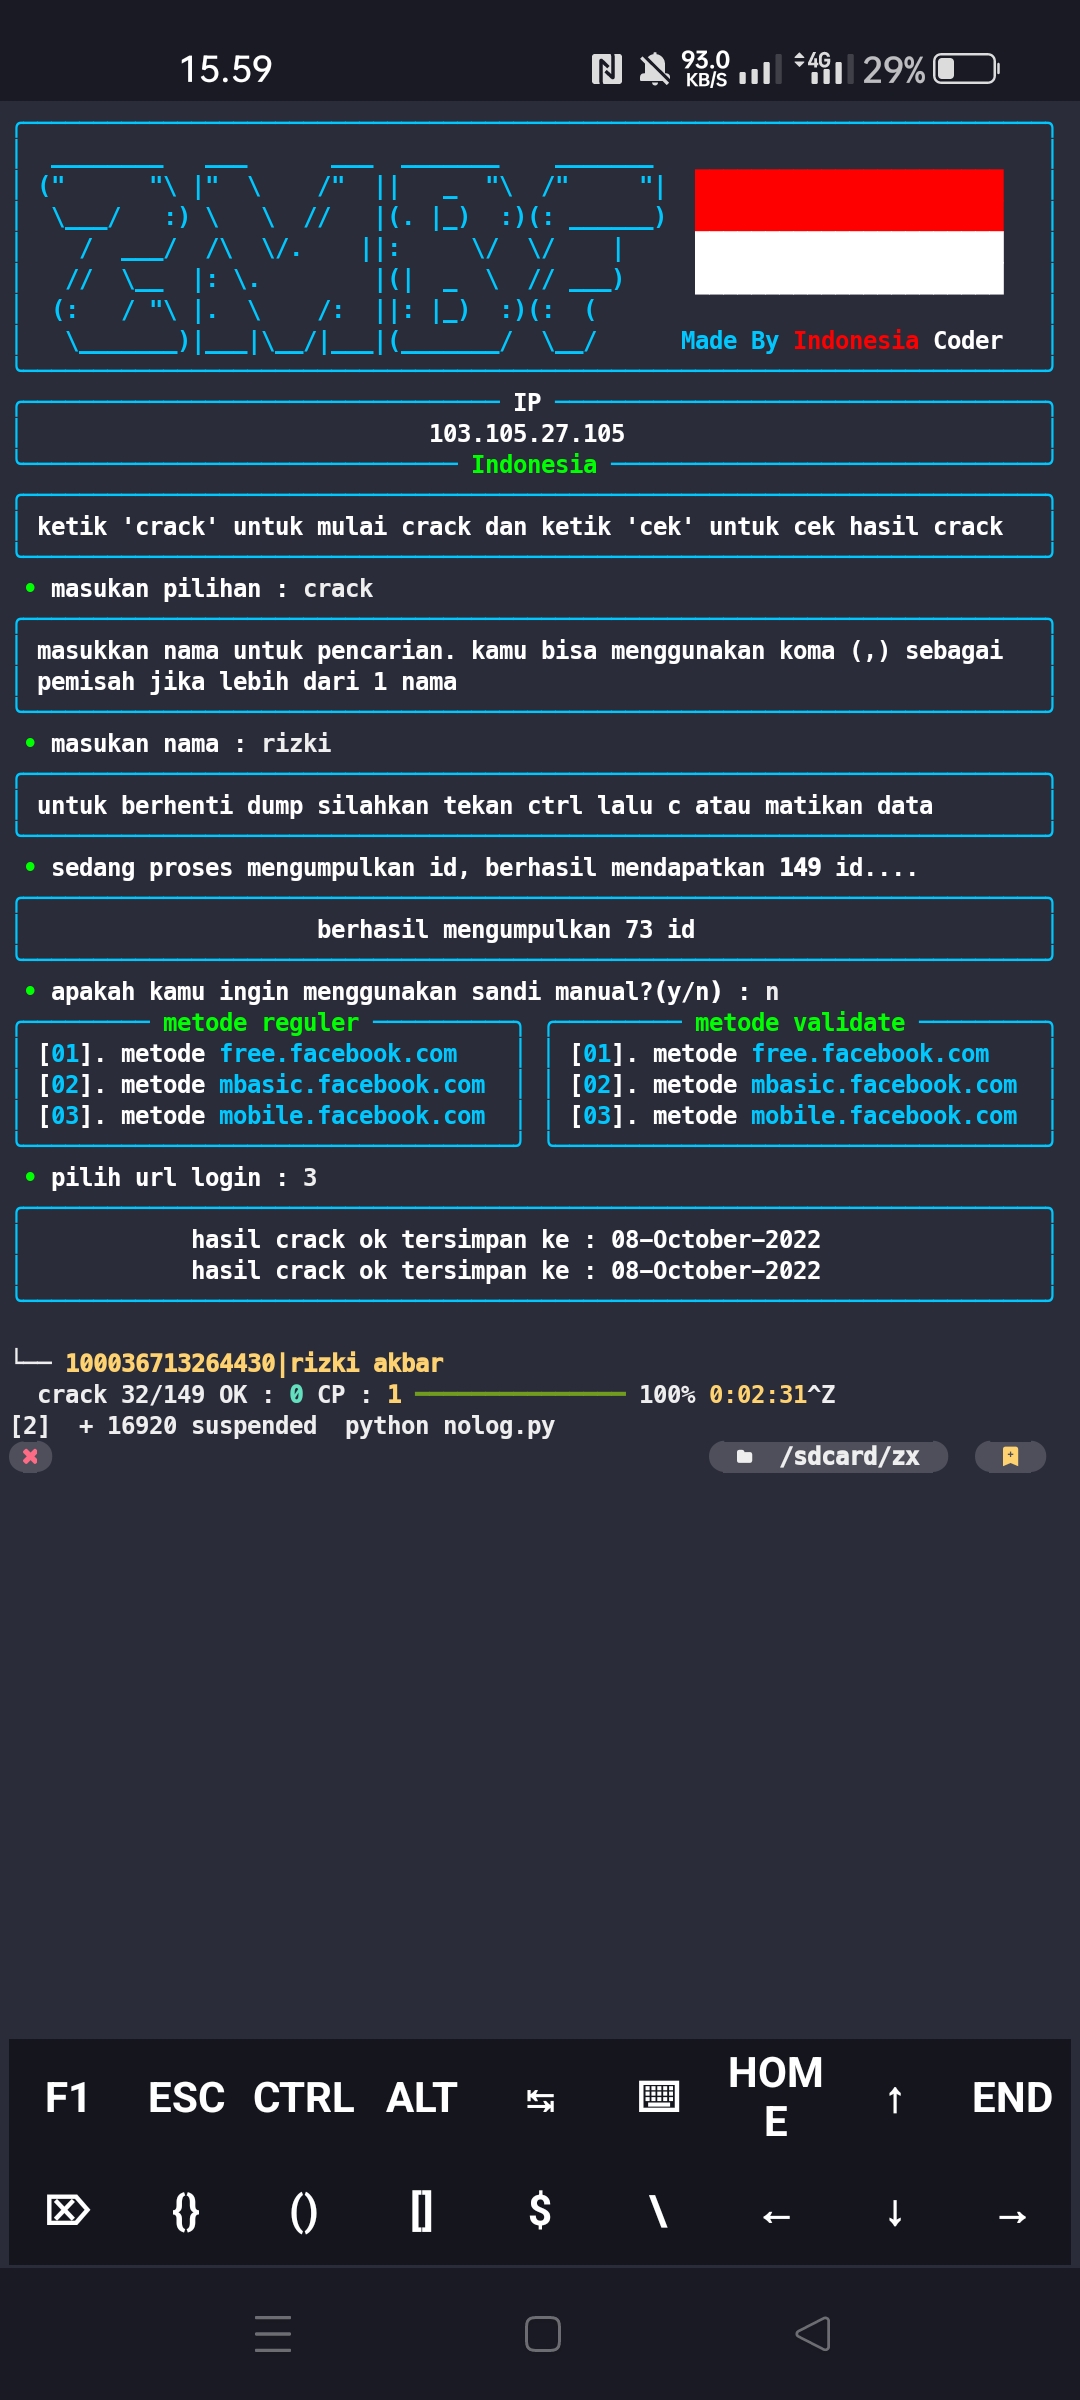 15.59 93.0 KB/S 4G 29%
Made By Indonesia Coder
IP
103.105.27.105
Indonesia
ketik 'crack' untuk mulai crack dan ketik 'cek' untuk cek hasil crack
• masukan pilihan : crack
masukkan nama untuk pencarian. kamu bisa menggunakan koma (,) sebagai
pemisah jika lebih dari 1 nama
• masukan nama : rizki
untuk berhenti dump silahkan tekan ctrl lalu c atau matikan data
• sedang proses mengumpulkan id, berhasil mendapatkan 149 id....
berhasil mengumpulkan 73 id
• apakah kamu ingin menggunakan sandi manual?(y/n) : n
metode reguler
[01]. metode free.facebook.com
[02]. metode mbasic.facebook.com
[03]. metode mobile.facebook.com
metode validate
[01]. metode free.facebook.com
[02]. metode mbasic.facebook.com
[03]. metode mobile.facebook.com
• pilih url login : 3
hasil crack ok tersimpan ke : 08-October-2022
hasil crack ok tersimpan ke : 08-October-2022
100036713264430|rizki akbar
crack 32/149 OK : 0 CP : 1 100% 0:02:31^Z
[2] + 16920 suspended python nolog.py
/sdcard/zx
F1 ESC CTRL ALT ↹ HOME ↑ END
{} () [] $ \ ← ↓ →